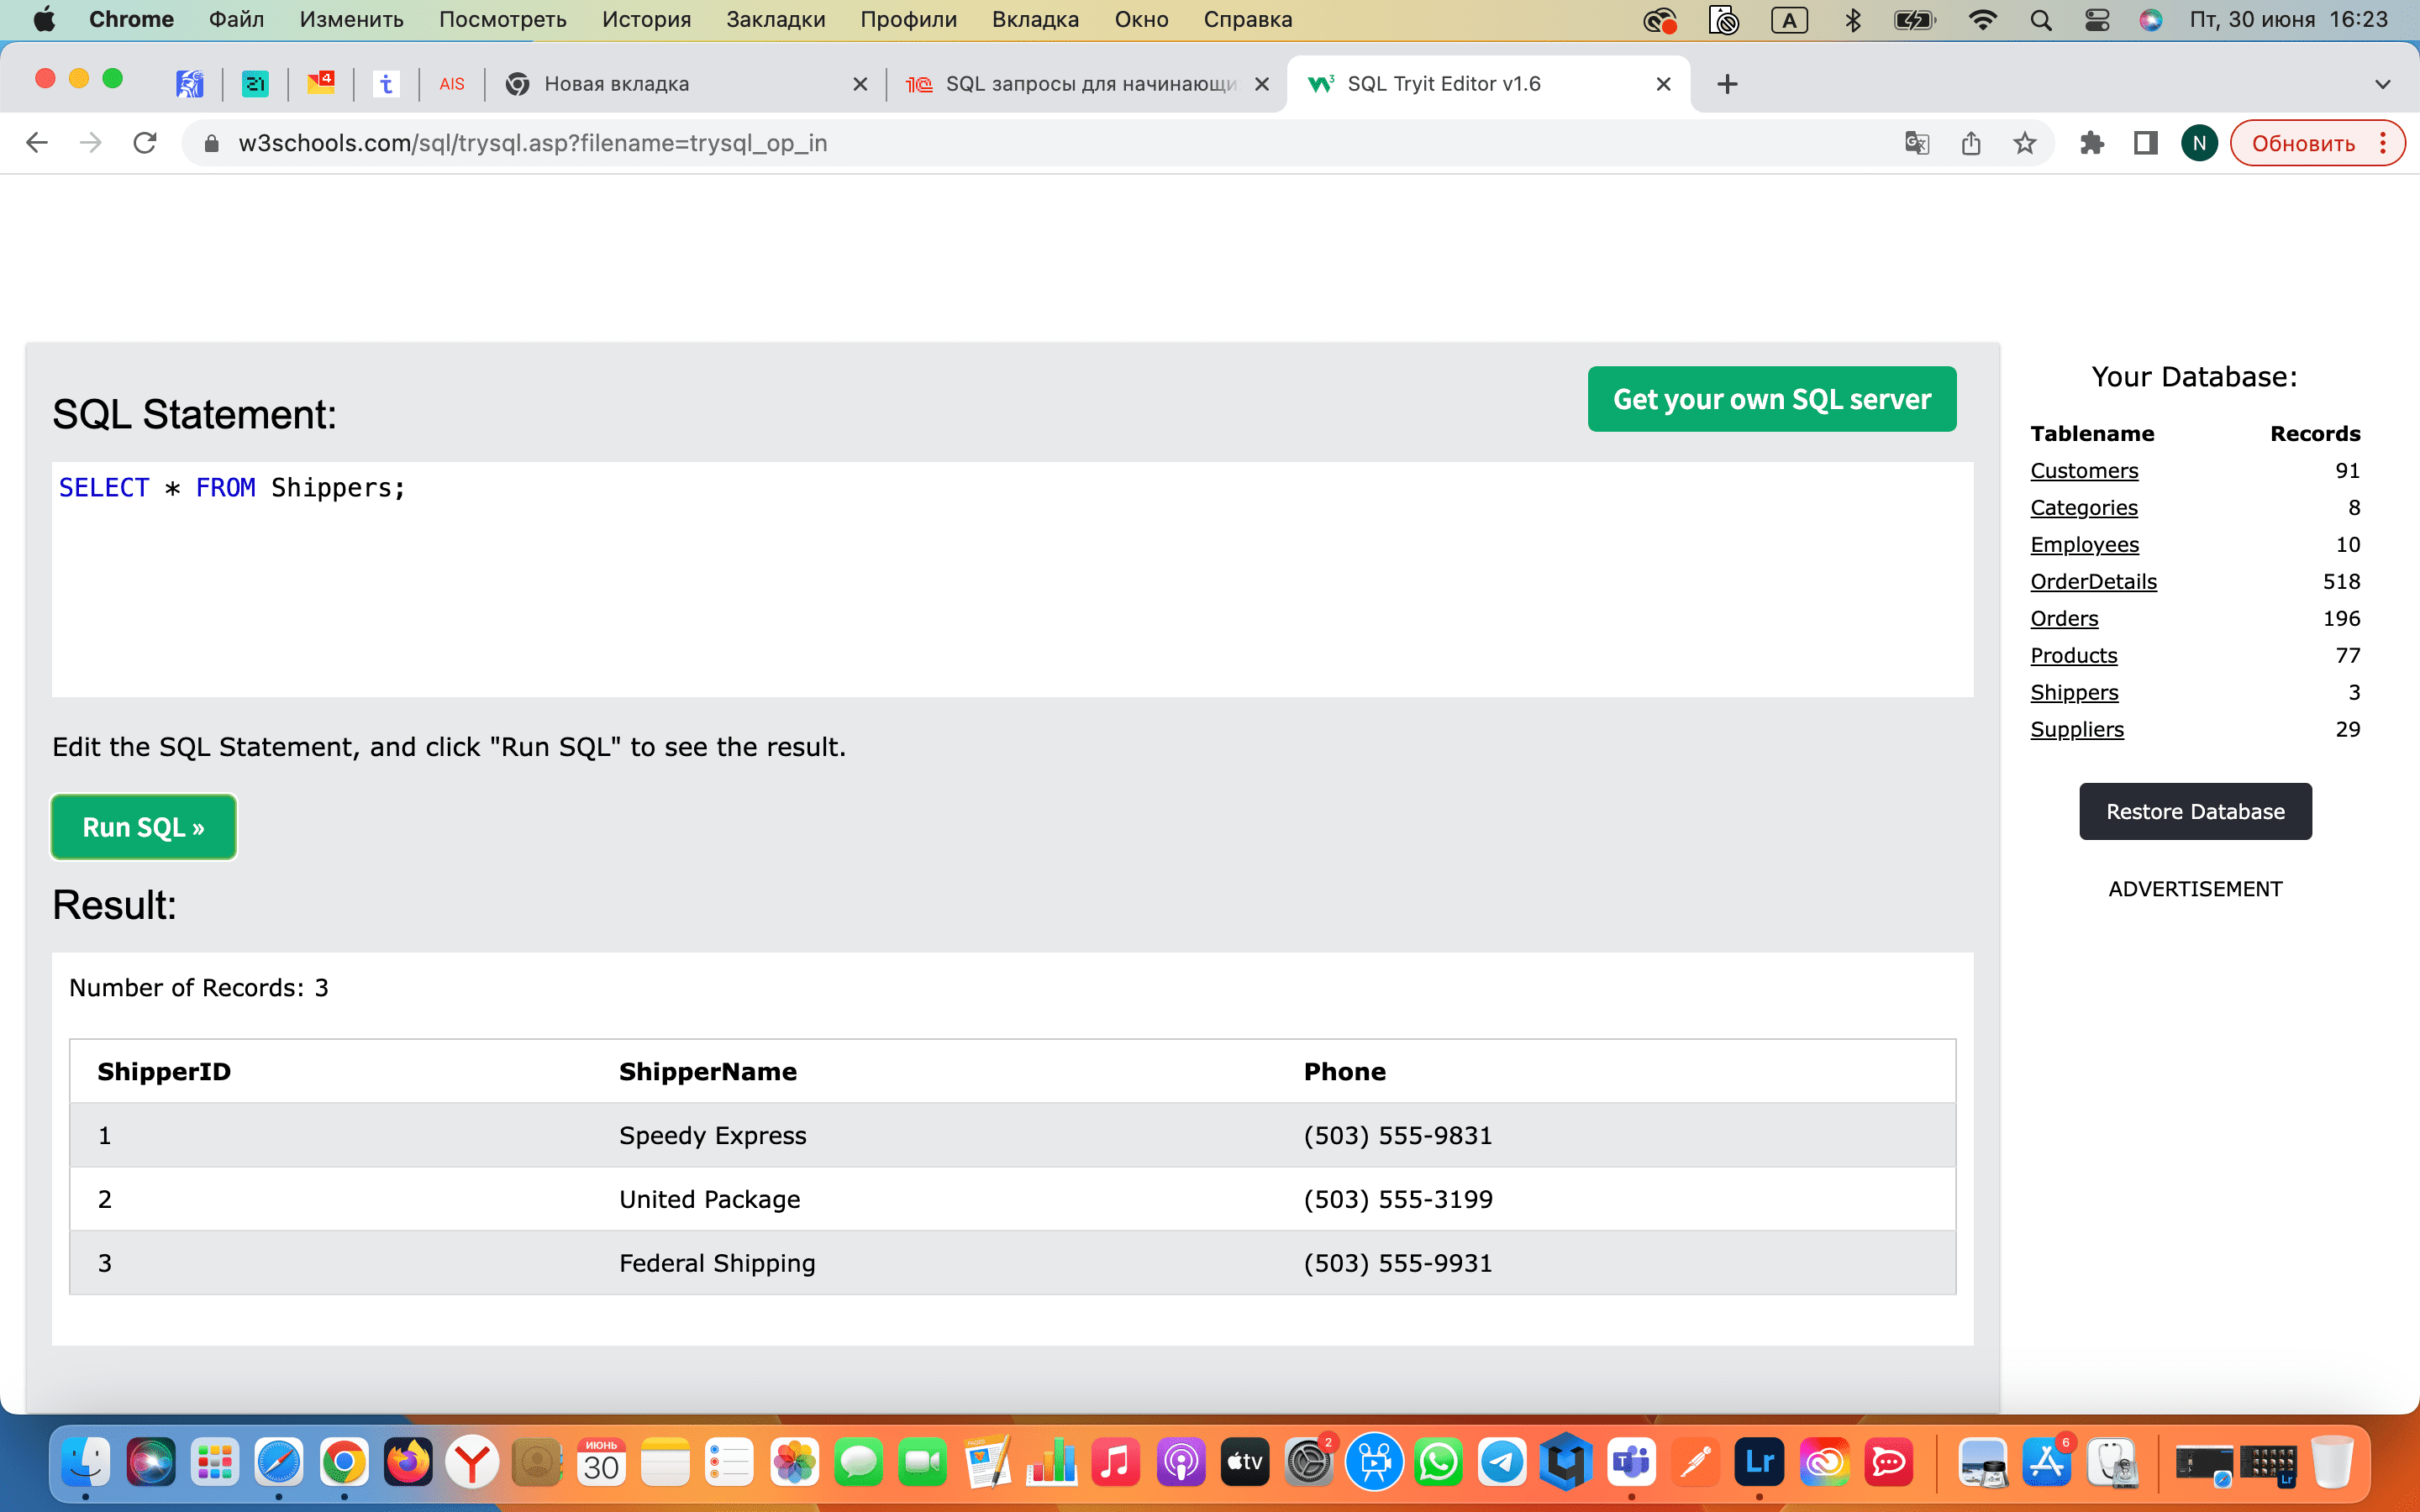 Chrome Файл Изменить Посмотреть История Закладки Профили Вкладка Окно Справка A Пт, 30 июня 16:23
21 4 t AIS Новая вкладка 1С SQL запросы для начинающи SQL Tryit Editor v1.6
w3schools.com/sql/trysql.asp?filename=trysql_op_in N Обновить
SQL Statement:
Get your own SQL server
SELECT * FROM Shippers;
Edit the SQL Statement, and click "Run SQL" to see the result.
Run SQL »
Result:
Number of Records: 3
ShipperID ShipperName Phone
1 Speedy Express (503) 555-9831
2 United Package (503) 555-3199
3 Federal Shipping (503) 555-9931
Your Database:
Tablename Records
Customers 91
Categories 8
Employees 10
OrderDetails 518
Orders 196
Products 77
Shippers 3
Suppliers 29
Restore Database
ADVERTISEMENT
ИЮНЬ
30
tv
2
T
Lr
6
Lr